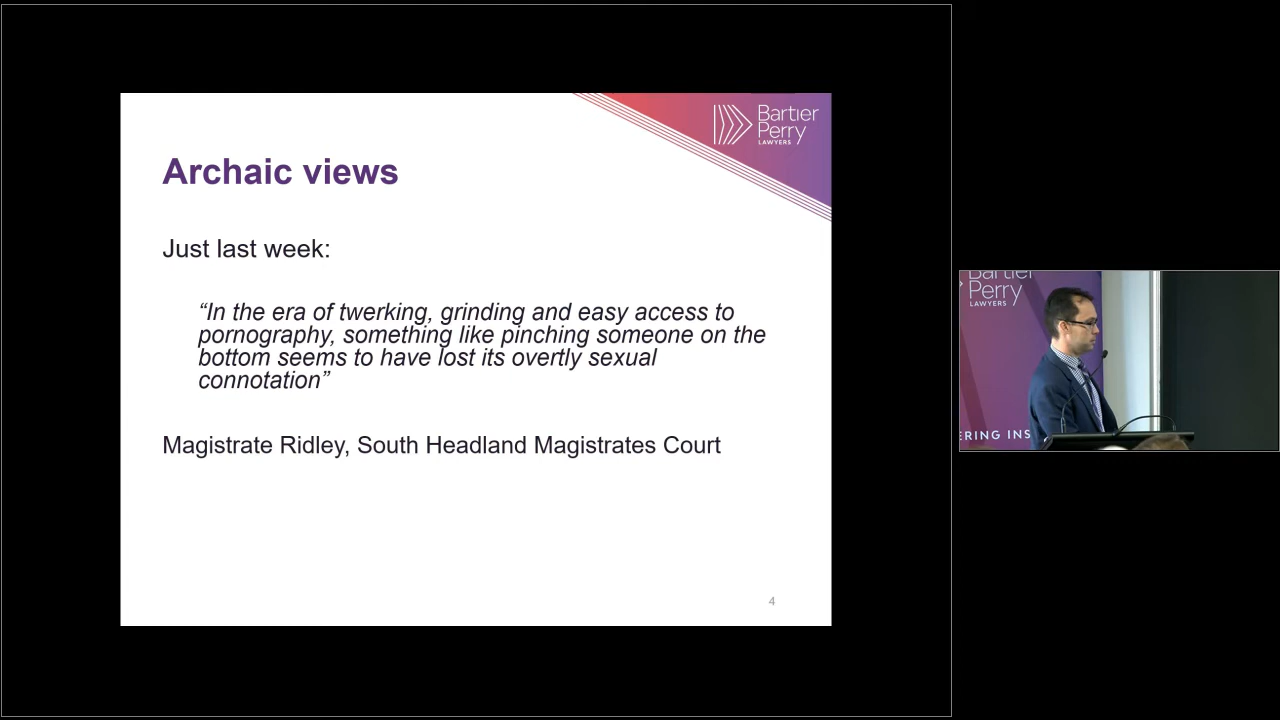 Bartier
Perry
LAWYERS
Archaic views
Just last week:
“In the era of twerking, grinding and easy access to
pornography, something like pinching someone on the
bottom seems to have lost its overtly sexual
connotation”
Magistrate Ridley, South Headland Magistrates Court
4
Bartier
Perry
LAWYERS
ERING INS